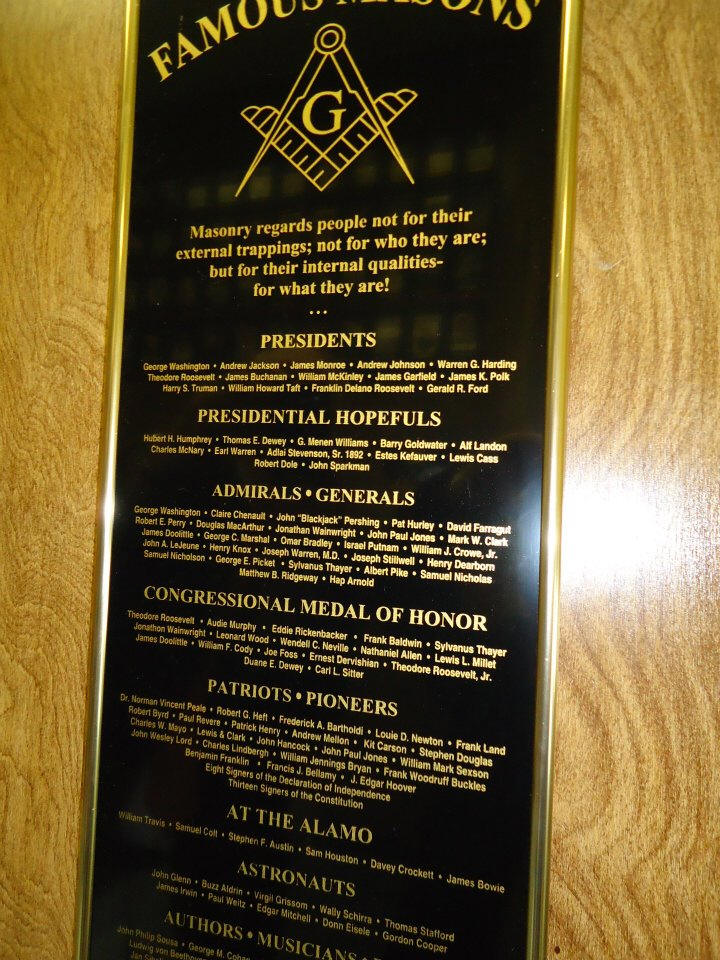 FAMOUS MASONS
G
Masonry regards people not for their
external trappings; not for who they are;
but for their internal qualities-
for what they are!
...
PRESIDENTS
George Washington • Andrew Jackson • James Monroe • Andrew Johnson • Warren G. Harding
Theodore Roosevelt • James Buchanan • William McKinley • James Garfield • James K. Polk
Harry S. Truman • William Howard Taft • Franklin Delano Roosevelt • Gerald R. Ford
PRESIDENTIAL HOPEFULS
Hubert H. Humphrey • Thomas E. Dewey • G. Menen Williams • Barry Goldwater • Alf Landon
Charles McNary • Earl Warren • Adlai Stevenson, Sr. 1892 • Estes Kefauver • Lewis Cass
Robert Dole • John Sparkman
ADMIRALS • GENERALS
George Washington • Claire Chenault • John "Blackjack" Pershing • Pat Hurley • David Farragut
Robert E. Perry • Douglas MacArthur • Jonathan Wainwright • John Paul Jones • Mark W. Clark
James Doolittle • George C. Marshal • Omar Bradley • Israel Putnam • William J. Crowe, Jr.
John A. LeJeune • Henry Knox • Joseph Warren, M.D. • Joseph Stillwell • Henry Dearborn
Samuel Nicholson • George E. Picket • Sylvanus Thayer • Albert Pike • Samuel Nicholas
Matthew B. Ridgeway • Hap Arnold
CONGRESSIONAL MEDAL OF HONOR
Theodore Roosevelt • Audie Murphy • Eddie Rickenbacker • Frank Baldwin • Sylvanus Thayer
Jonathon Wainwright • Leonard Wood • Wendell C. Neville • Nathaniel Allen • Lewis L. Millet
James Doolittle • William F. Cody • Joe Foss • Ernest Dervishian • Theodore Roosevelt, Jr.
Duane E. Dewey • Carl L. Sitter
PATRIOTS • PIONEERS
Dr. Norman Vincent Peale • Robert G. Heft • Frederick A. Bartholdi • Louie D. Newton • Frank Land
Robert Byrd • Paul Revere • Patrick Henry • Andrew Mellon • Kit Carson • Stephen Douglas
Charles W. Mayo • Lewis & Clark • John Hancock • John Paul Jones • William Mark Sexson
John Wesley Lord • Charles Lindbergh • William Jennings Bryan • Frank Woodruff Buckles
Benjamin Franklin • Francis J. Bellamy • J. Edgar Hoover
Eight Signers of the Declaration of Independence
Thirteen Signers of the Constitution
AT THE ALAMO
William Travis • Samuel Colt • Stephen F. Austin • Sam Houston • Davey Crockett • James Bowie
ASTRONAUTS
John Glenn • Buzz Aldrin • Virgil Grissom • Wally Schirra • Thomas Stafford
James Irwin • Paul Weitz • Edgar Mitchell • Donn Eisele • Gordon Cooper
AUTHORS • MUSICIANS •
John Philip Sousa • George M. Cohan
Ludwig von Beethoven
Jan